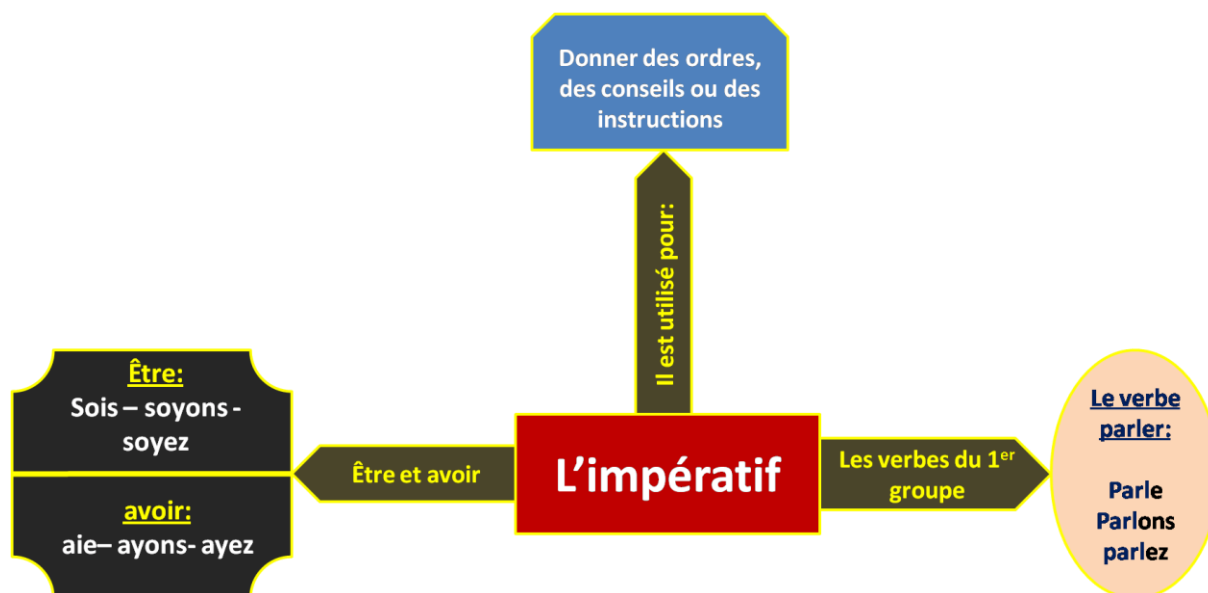 Donner des ordres,
des conseils ou des
instructions
Il est utilisé pour:
Être:
Sois – soyons -
soyez
avoir:
aie– ayons- ayez
Être et avoir
L'impératif
Les verbes du 1er
groupe
Le verbe
parler:
Parle
Parlons
parlez